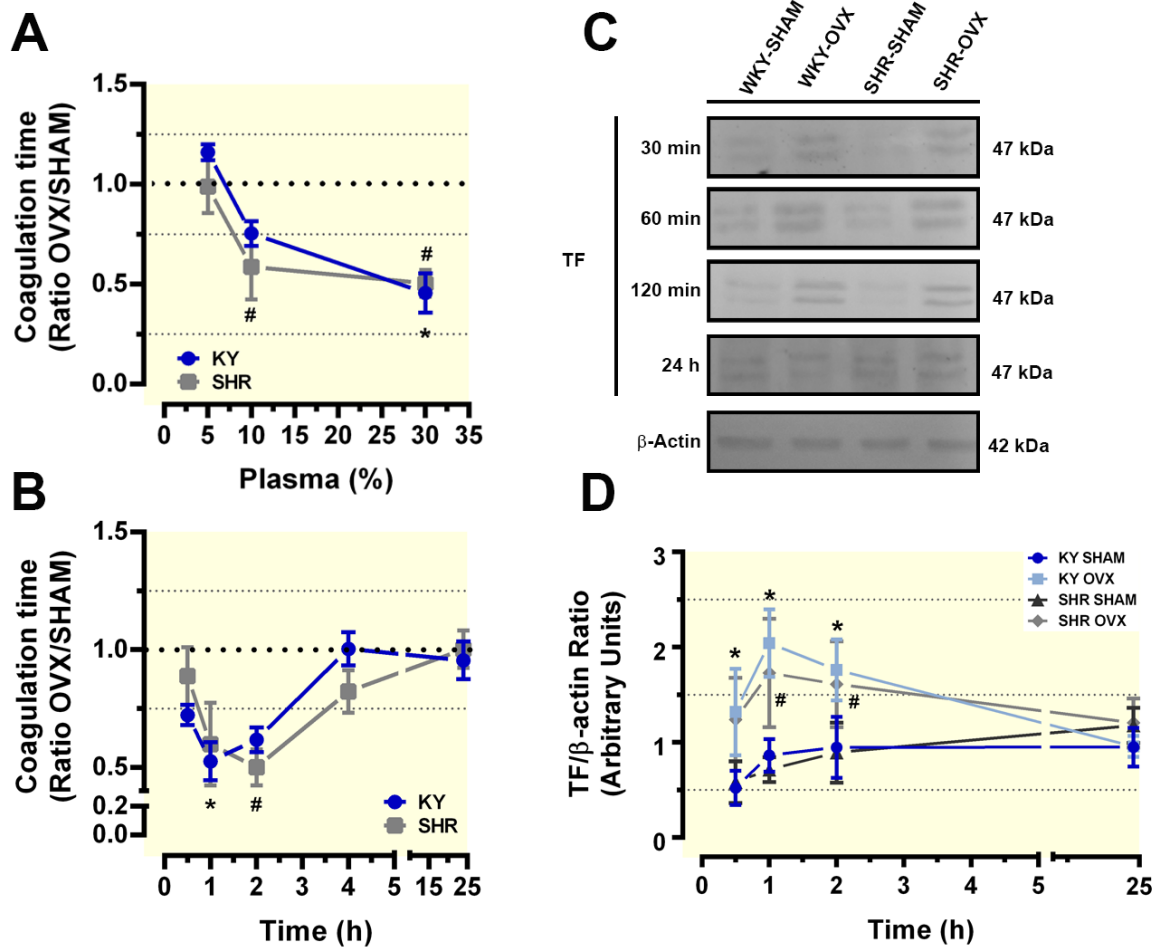 A
Coagulation time
(Ratio OVX/SHAM)
1.5
1.0
0.5
0.0
#
#
*
KY
SHR
0 5 10 15 20 25 30 35
Plasma (%)
B
Coagulation time
(Ratio OVX/SHAM)
1.5
1.0
0.5
0.2
0.0
* #
KY
SHR
0 1 2 4 5 15 25
Time (h)
C
WKY-SHAM
WKY-OVX
SHR-SHAM
SHR-OVX
TF
30 min 47 kDa
60 min 47 kDa
120 min 47 kDa
24 h 47 kDa
β-Actin 42 kDa
D
TF/β-actin Ratio
(Arbitrary Units)
3
2
1
0
KY SHAM
KY OVX
SHR SHAM
SHR OVX
* * *
# #
0 1 2 3 4 5 25
Time (h)